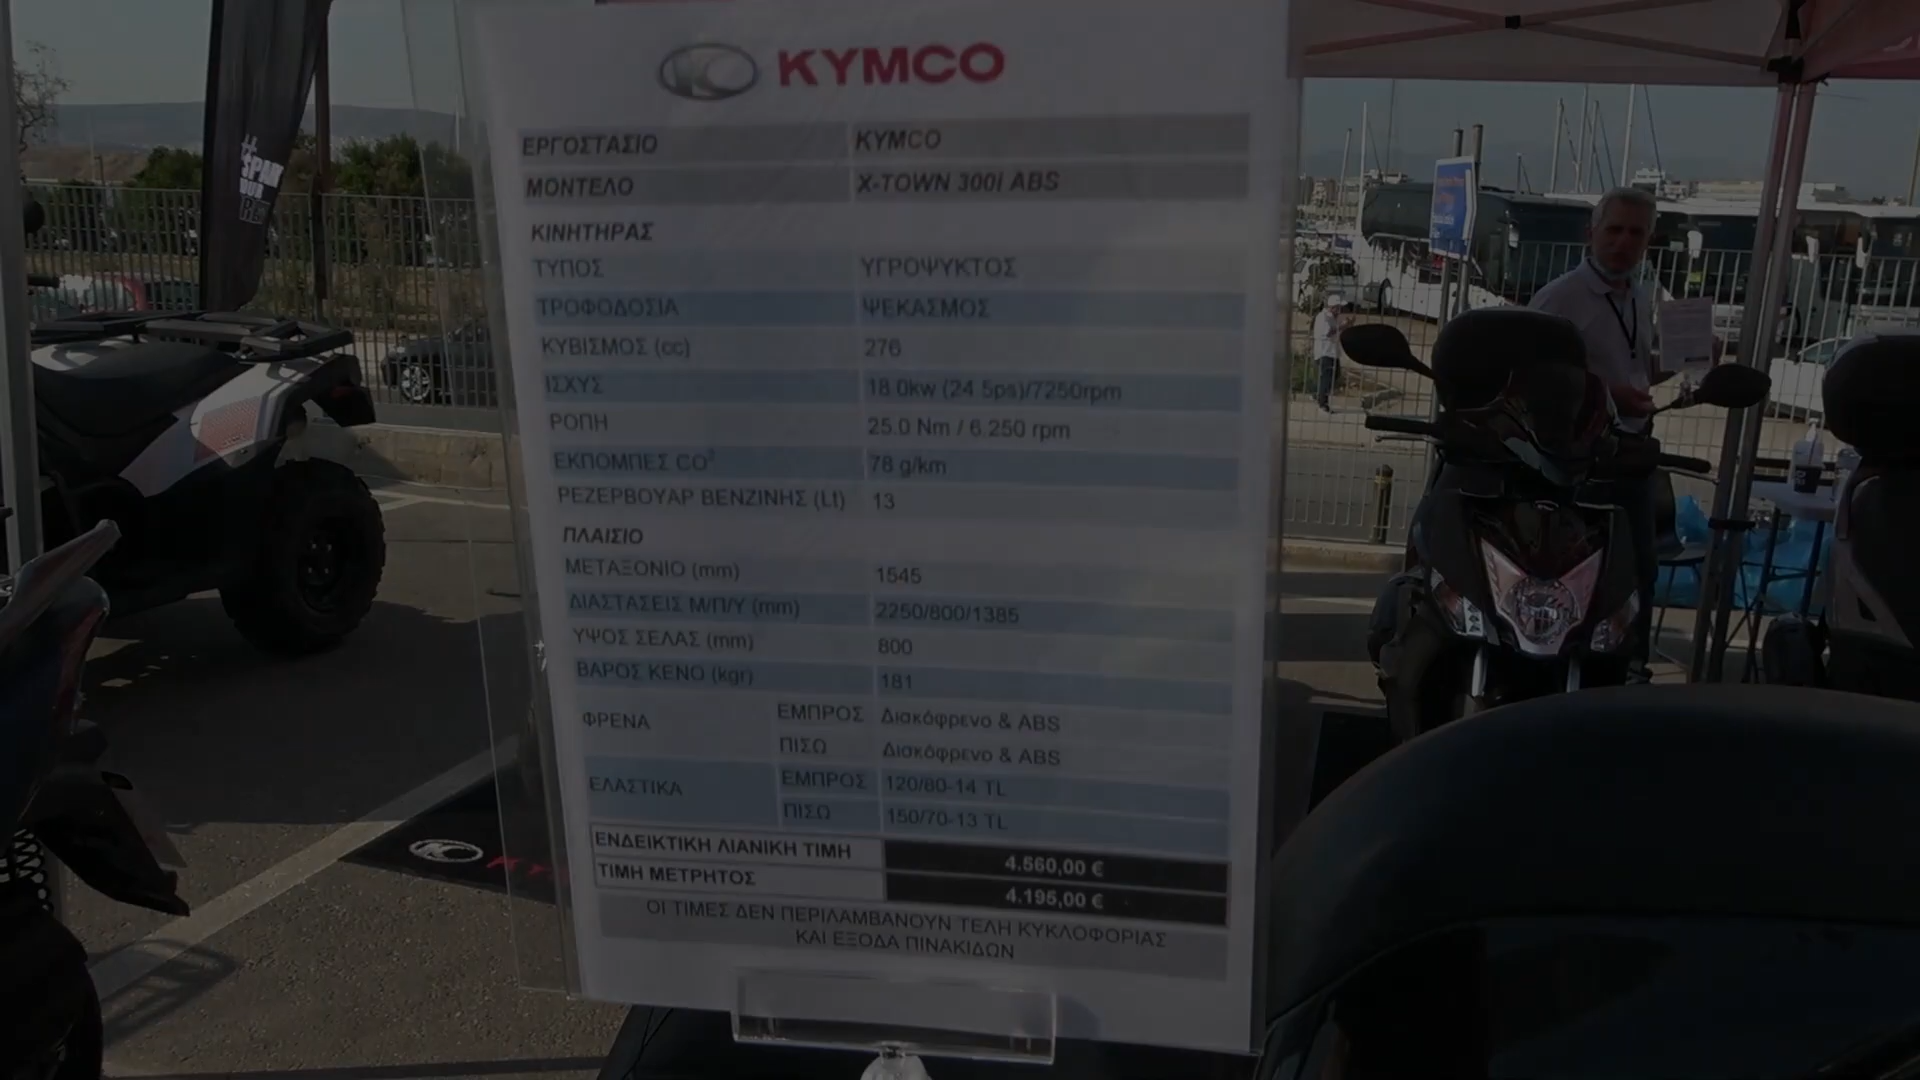 KYMCO
ΕΡΓΟΣΤΑΣΙΟ KYMCO
ΜΟΝΤΕΛΟ X-TOWN 300I ABS
ΚΙΝΗΤΗΡΑΣ
ΤΥΠΟΣ ΥΓΡΟΨΥΚΤΟΣ
ΤΡΟΦΟΔΟΣΙΑ ΨΕΚΑΣΜΟΣ
ΚΥΒΙΣΜΟΣ (cc) 276
ΙΣΧΥΣ 18.0kw (24.5ps)/7250rpm
ΡΟΠΗ 25.0 Nm / 6.250 rpm
ΕΚΠΟΜΠΕΣ CO² 78 g/km
ΡΕΖΕΡΒΟΥΑΡ ΒΕΝΖΙΝΗΣ (Lt) 13
ΠΛΑΙΣΙΟ
ΜΕΤΑΞΟΝΙΟ (mm) 1545
ΔΙΑΣΤΑΣΕΙΣ Μ/Π/Υ (mm) 2250/800/1385
ΥΨΟΣ ΣΕΛΑΣ (mm) 800
ΒΑΡΟΣ ΚΕΝΟ (kgr) 181
ΦΡΕΝΑ ΕΜΠΡΟΣ Δισκόφρενο & ABS
ΠΙΣΩ Δισκόφρενο & ABS
ΕΛΑΣΤΙΚΑ ΕΜΠΡΟΣ 120/80-14 TL
ΠΙΣΩ 150/70-13 TL
ΕΝΔΕΙΚΤΙΚΗ ΛΙΑΝΙΚΗ ΤΙΜΗ 4.560,00 €
ΤΙΜΗ ΜΕΤΡΗΤΟΣ 4.195,00 €
ΟΙ ΤΙΜΕΣ ΔΕΝ ΠΕΡΙΛΑΜΒΑΝΟΥΝ ΤΕΛΗ ΚΥΚΛΟΦΟΡΙΑΣ
ΚΑΙ ΕΞΟΔΑ ΠΙΝΑΚΙΔΩΝ